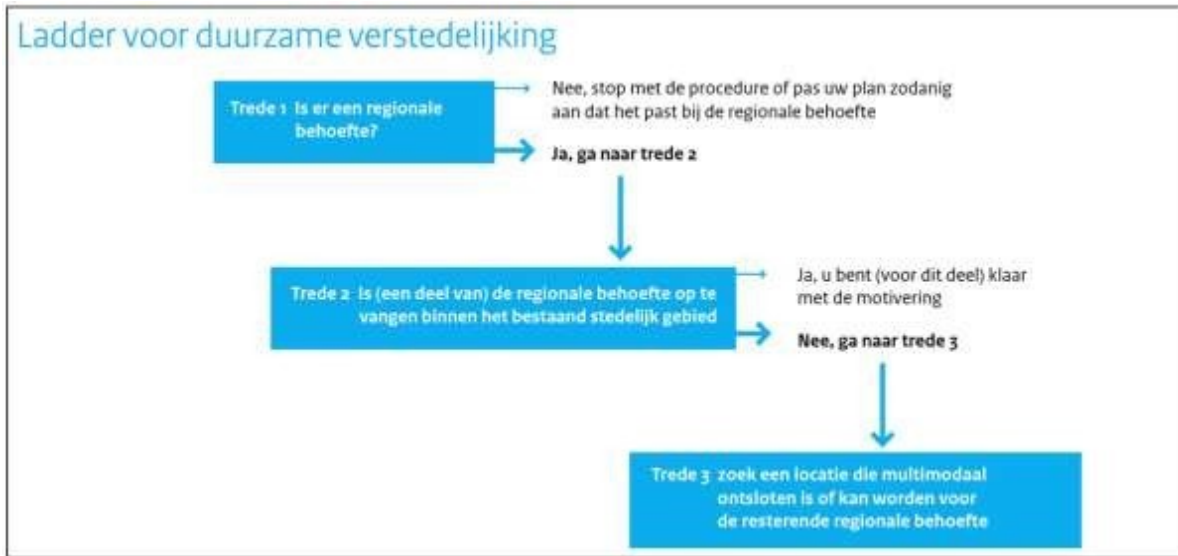 Ladder voor duurzame verstedelijking
Trede 1 Is er een regionale
behoefte?
Nee, stop met de procedure of pas uw plan zodanig
aan dat het past bij de regionale behoefte
Ja, ga naar trede 2
Trede 2 Is (een deel van) de regionale behoefte op te
vangen binnen het bestaand stedelijk gebied
Ja, u bent (voor dit deel) klaar
met de motivering
Nee, ga naar trede 3
Trede 3 zoek een locatie die multimodaal
ontsloten is of kan worden voor
de resterende regionale behoefte